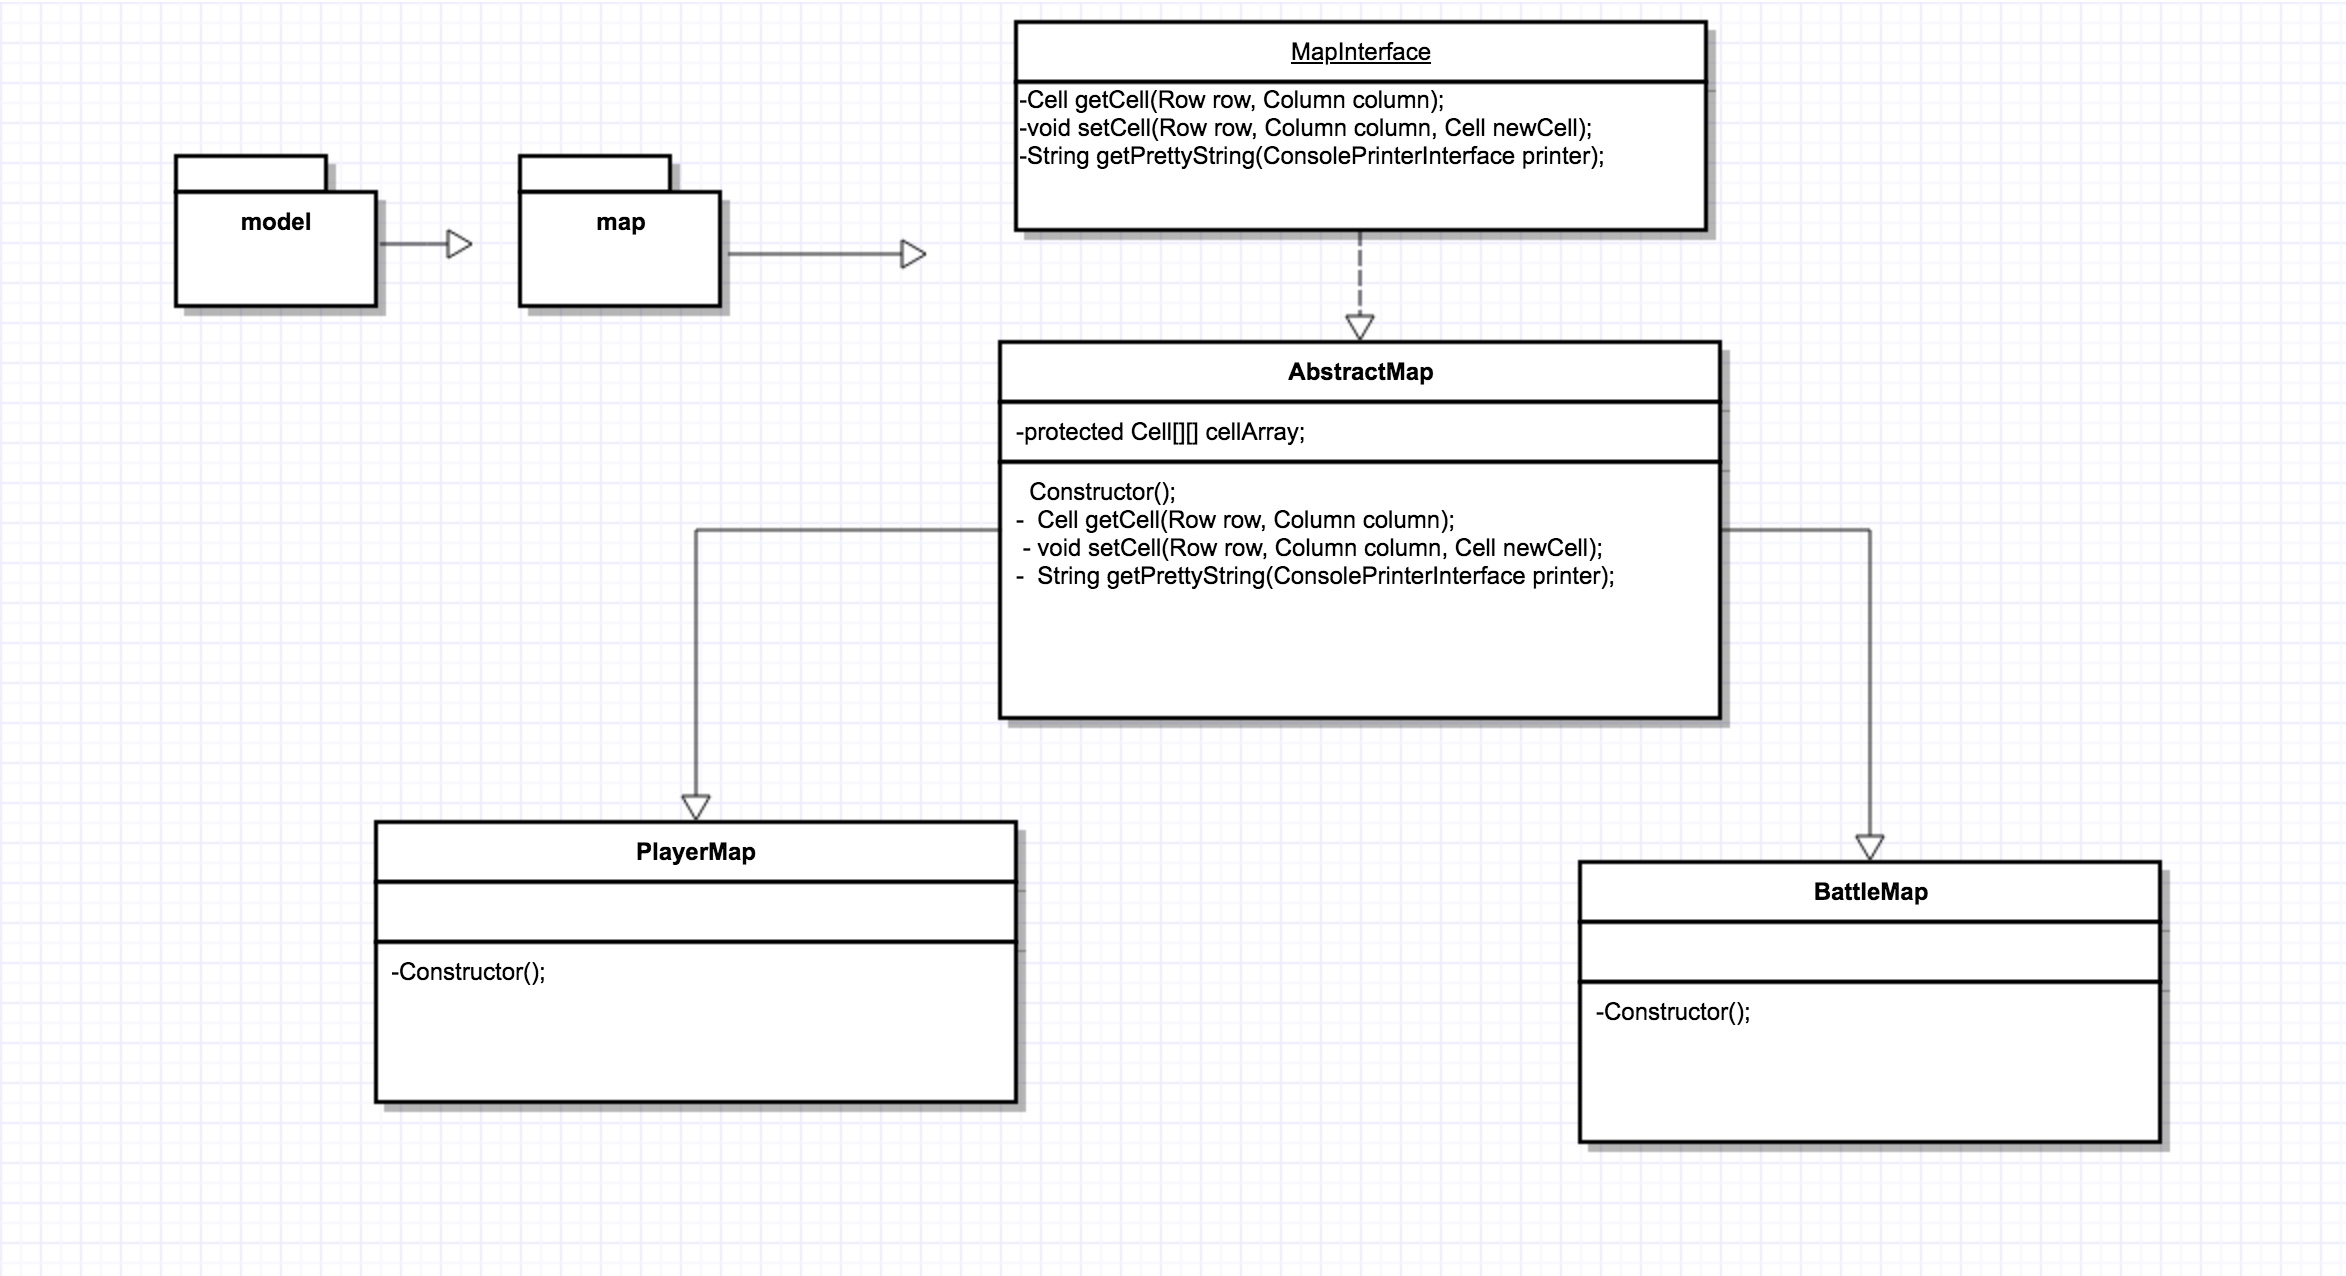 model
map
MapInterface
-Cell getCell(Row row, Column column);
-void setCell(Row row, Column column, Cell newCell);
-String getPrettyString(ConsolePrinterInterface printer);
AbstractMap
-protected Cell[][] cellArray;
Constructor();
-  Cell getCell(Row row, Column column);
- void setCell(Row row, Column column, Cell newCell);
-  String getPrettyString(ConsolePrinterInterface printer);
PlayerMap
-Constructor();
BattleMap
-Constructor();